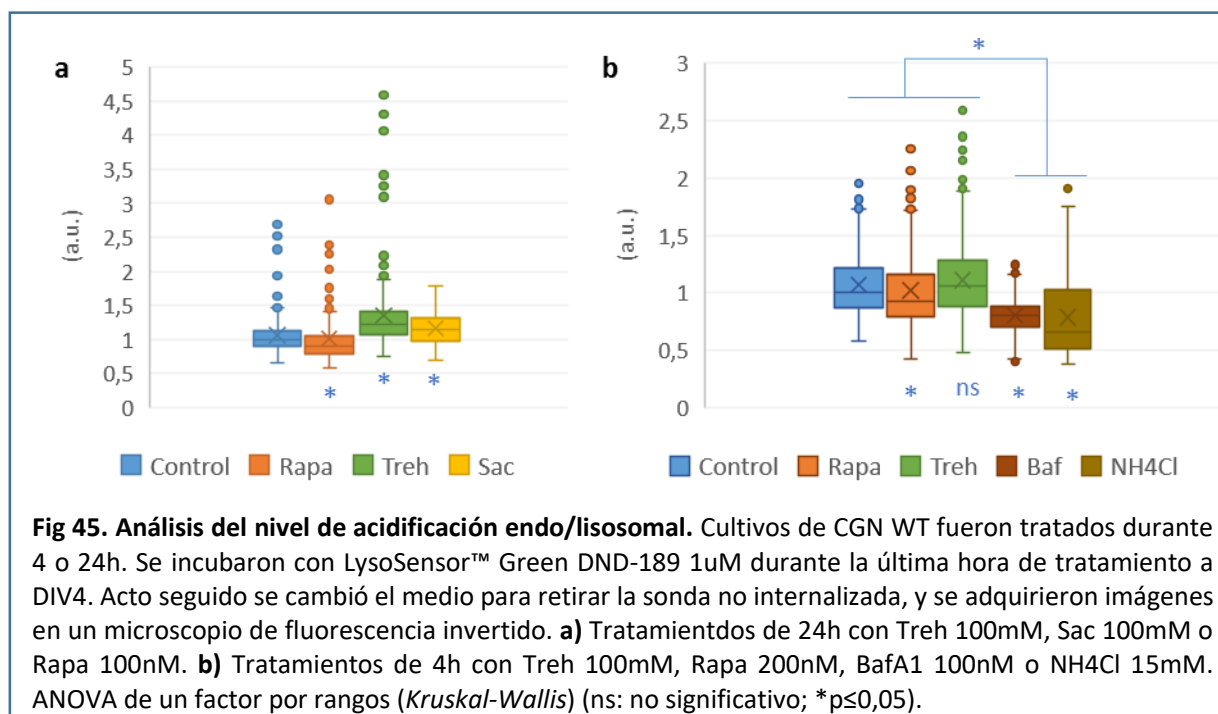 a
5
4,5
4
3,5
3
2,5
2
1,5
1
0,5
0
(a.u.)
* * *
Control Rapa Treh Sac
b
3
2,5
2
1,5
1
0,5
0
(a.u.)
*
* ns * *
Control Rapa Treh Baf NH4Cl
Fig 45. Análisis del nivel de acidificación endo/lisosomal. Cultivos de CGN WT fueron tratados durante
4 o 24h. Se incubaron con LysoSensor™ Green DND-189 1uM durante la última hora de tratamiento a
DIV4. Acto seguido se cambió el medio para retirar la sonda no internalizada, y se adquirieron imágenes
en un microscopio de fluorescencia invertido. a) Tratamientdos de 24h con Treh 100mM, Sac 100mM o
Rapa 100nM. b) Tratamientos de 4h con Treh 100mM, Rapa 200nM, BafA1 100nM o NH4Cl 15mM.
ANOVA de un factor por rangos (Kruskal-Wallis) (ns: no significativo; *p≤0,05).